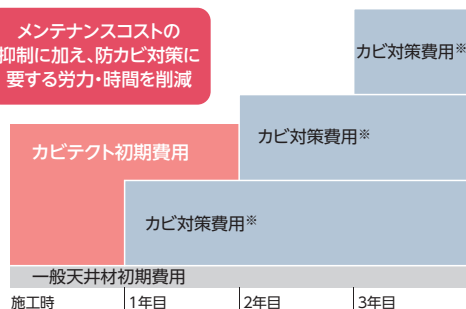 メンテナンスコストの
抑制に加え、防カビ対策に
要する労力・時間を削減
カビ対策費用※
カビ対策費用※
カビテクト初期費用
カビ対策費用※
一般天井材初期費用
施工時 1年目 2年目 3年目